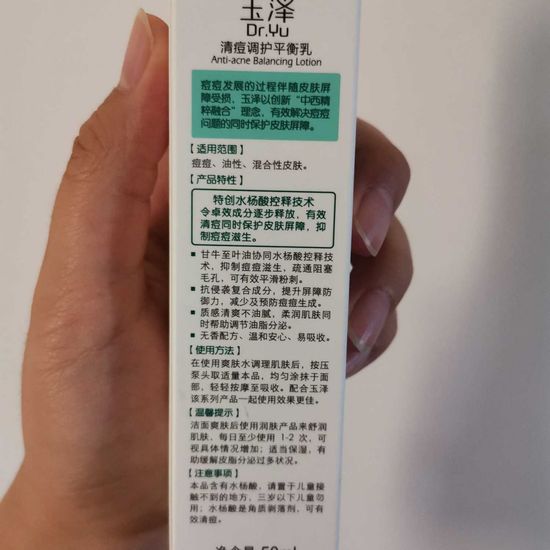 玉泽
Dr.Yu
清痘调护平衡乳
Anti-acne Balancing Lotion
痘痘发展的过程伴随皮肤屏
障受损，玉泽以创新“中西精
粹融合”理念，有效解决痘痘
问题的同时保护皮肤屏障。
【适用范围】
痘痘、油性、混合性皮肤。
【产品特性】
特创水杨酸控释技术
令卓效成分逐步释放，有效
清痘同时保护皮肤屏障，抑
制痘痘滋生。
甘牛至叶油协同水杨酸控释技
术，抑制痘痘滋生、疏通阻塞
毛孔，可有效平滑粉刺。
抗侵袭复合成分，提升屏障防
御力，减少及预防痘痘生成。
质感清爽不油腻，柔润肌肤同
时帮助调节油脂分泌。
无香配方、温和安心、易吸收。
【使用方法】
在使用爽肤水调理肌肤后，按压
泵头取适量本品，均匀涂抹于面
部，轻轻按摩至吸收。配合玉泽
该系列产品一起使用效果更佳。
【温馨提示】
洁面爽肤后使用润肤产品来舒润
肌肤，每日至少使用 1-2 次，可
视具体情况增加；适当保湿，有
助缓解皮脂分泌过多状况。
【注意事项】
本品含有水杨酸，请置于儿童接
触不到的地方，三岁以下儿童勿
用；水杨酸是角质剥落剂，可有
效清痘。
净含量 50ml